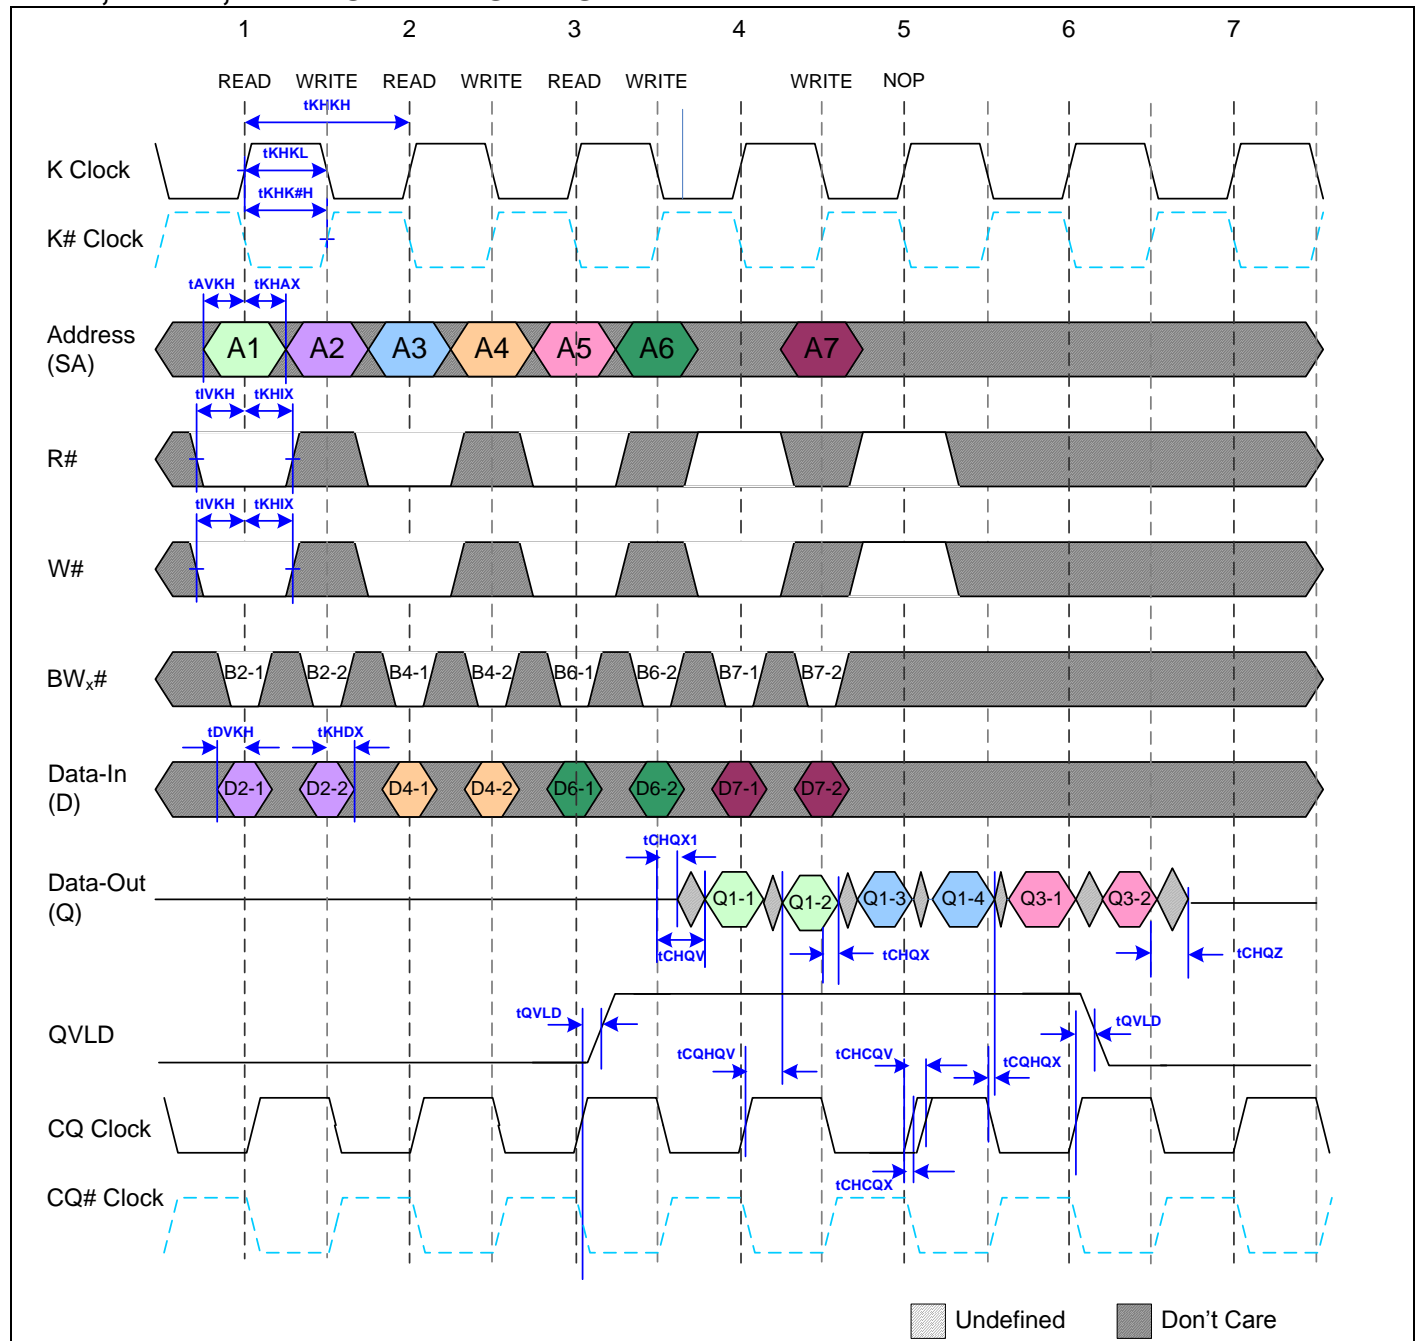 1 2 3 4 5 6 7
READ WRITE READ WRITE READ WRITE WRITE NOP
tKHKH
K Clock
tKHKL
tKHK#H
K# Clock
tAVKH tKHAX
Address
(SA)
A1 A2 A3 A4 A5 A6 A7
tIVKH tKHIX
R#
tIVKH tKHIX
W#
BWx#
B2-1 B2-2 B4-1 B4-2 B6-1 B6-2 B7-1 B7-2
tDVKH tKHDX
Data-In
(D)
D2-1 D2-2 D4-1 D4-2 D6-1 D6-2 D7-1 D7-2
tCHQX1
Data-Out
(Q)
Q1-1 Q1-2 Q1-3 Q1-4 Q3-1 Q3-2
tCHQV tCHQX tCHQZ
QVLD
tQVLD tQVLD
tCQHQV tCHCQV tCQHQX
CQ Clock
tCHCQX
CQ# Clock
Undefined Don't Care